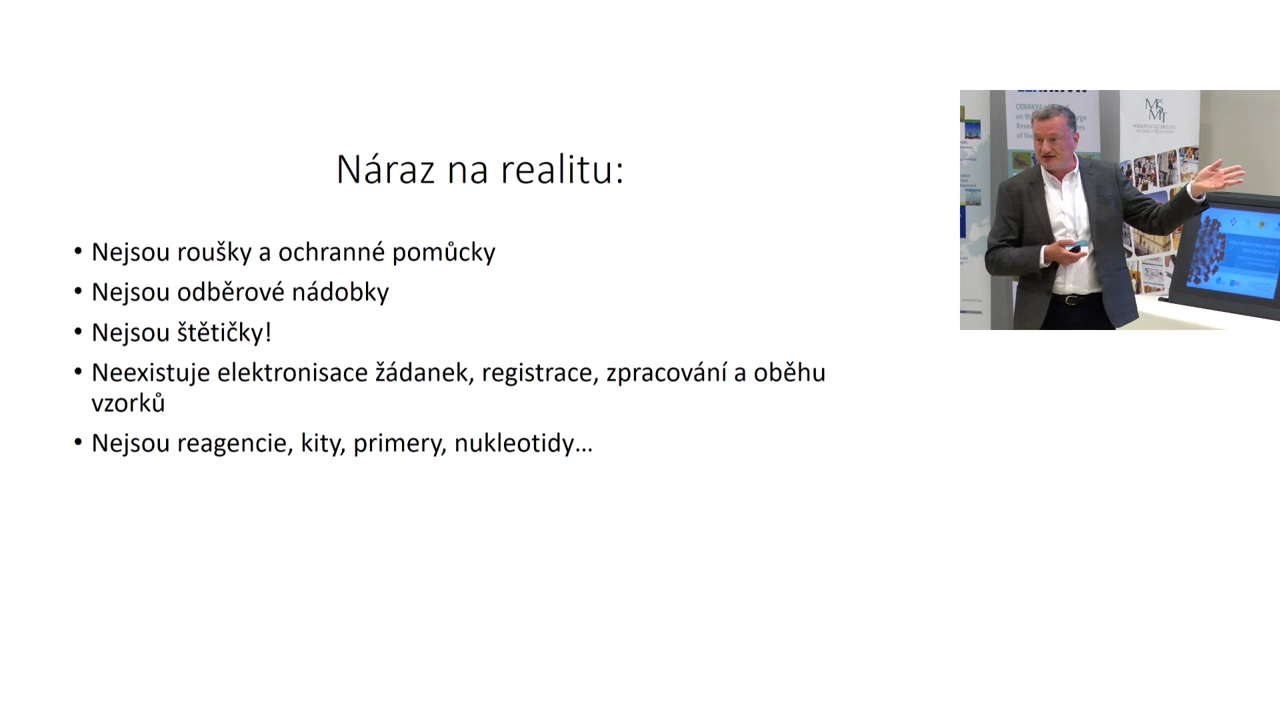 Náraz na realitu:
• Nejsou roušky a ochranné pomůcky
• Nejsou odběrové nádobky
• Nejsou štětičky!
• Neexistuje elektronisace žádanek, registrace, zpracování a oběhu
vzorků
• Nejsou reagencie, kity, primery, nukleotidy...